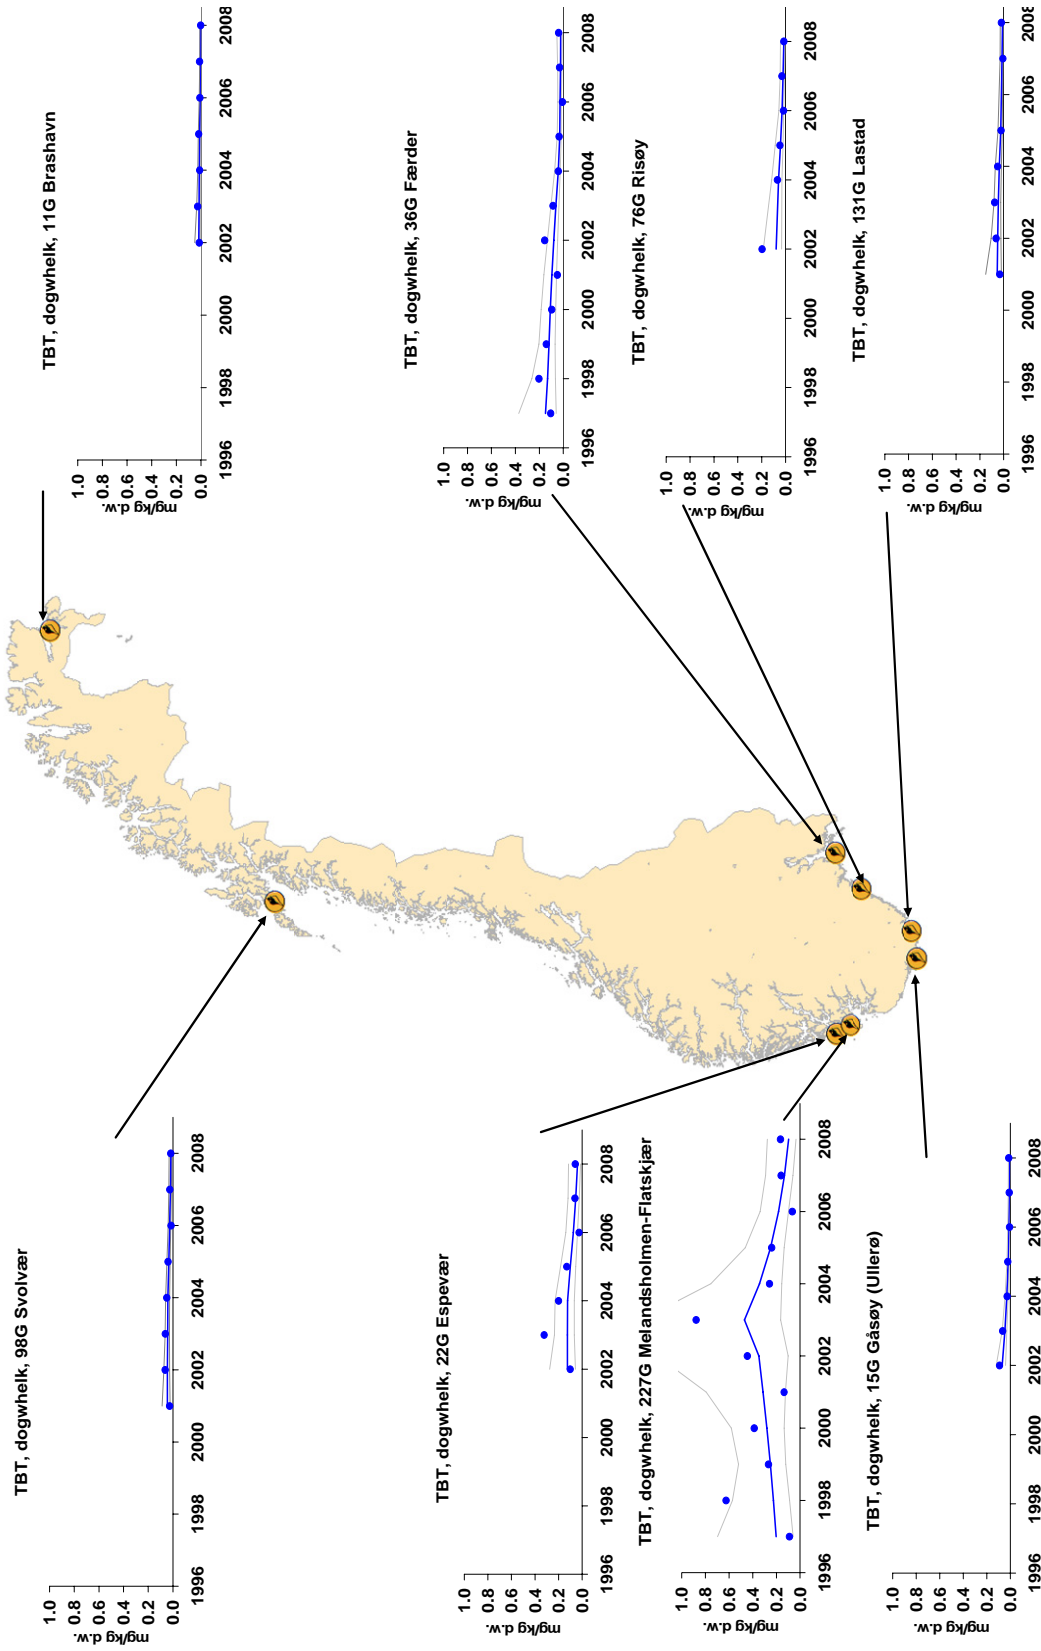 TBT, dogwhelk, 98G Svolvær
mg/kg d.w.
1.0
0.8
0.6
0.4
0.2
0.0
1996 1998 2000 2002 2004 2006 2008
TBT, dogwhelk, 22G Espevær
mg/kg d.w.
1.0
0.8
0.6
0.4
0.2
0.0
1996 1998 2000 2002 2004 2006 2008
TBT, dogwhelk, 227G Melandsholmen-Flatskjær
mg/kg d.w.
1.0
0.8
0.6
0.4
0.2
0.0
1996 1998 2000 2002 2004 2006 2008
TBT, dogwhelk, 15G Gåsøy (Ullerø)
mg/kg d.w.
1.0
0.8
0.6
0.4
0.2
0.0
1996 1998 2000 2002 2004 2006 2008
TBT, dogwhelk, 11G Brashavn
mg/kg d.w.
1.0
0.8
0.6
0.4
0.2
0.0
1996 1998 2000 2002 2004 2006 2008
TBT, dogwhelk, 36G Færder
mg/kg d.w.
1.0
0.8
0.6
0.4
0.2
0.0
1996 1998 2000 2002 2004 2006 2008
TBT, dogwhelk, 76G Risøy
mg/kg d.w.
1.0
0.8
0.6
0.4
0.2
0.0
1996 1998 2000 2002 2004 2006 2008
TBT, dogwhelk, 131G Lastad
mg/kg d.w.
1.0
0.8
0.6
0.4
0.2
0.0
1996 1998 2000 2002 2004 2006 2008